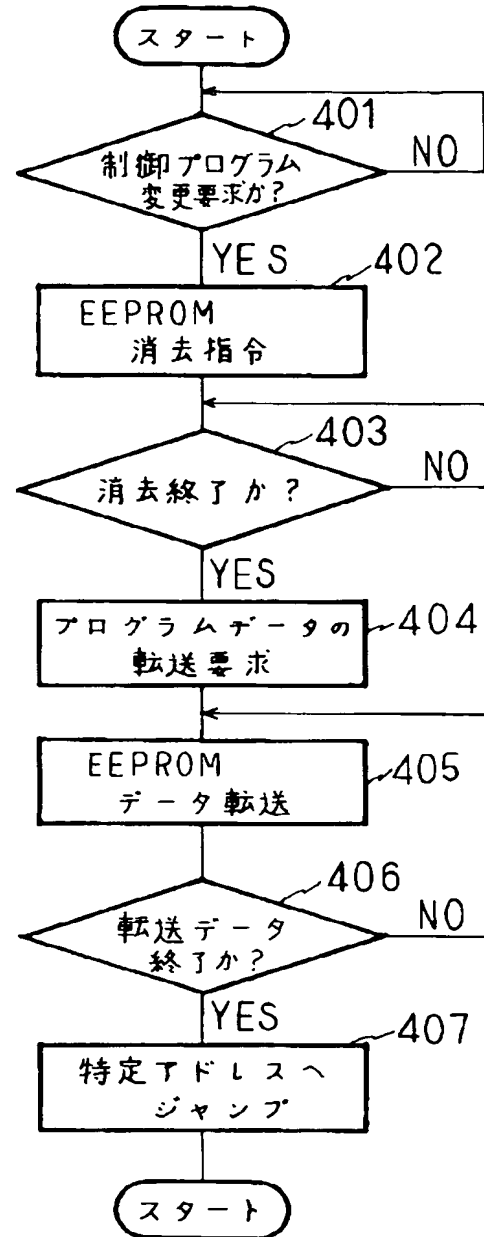 スタート
401
制御プログラム
変更要求か?
NO
YES
402
EEPROM
消去指令
403
消去終了か?
NO
YES
プログラムデータの
転送要求
404
EEPROM
データ転送
405
406
転送データ
終了か?
NO
YES
407
特定アドレスへ
ジャンプ
スタート